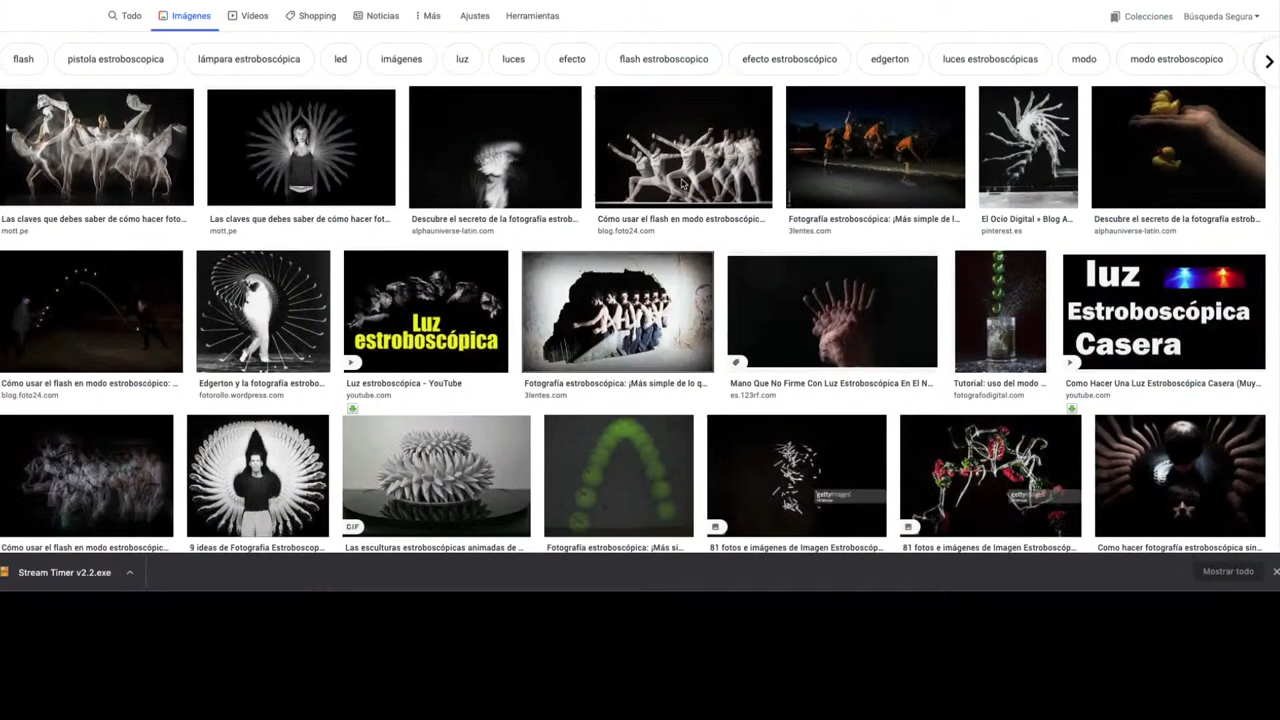 Todo Imágenes Vídeos Shopping Noticias Más Ajustes Herramientas Colecciones Búsqueda Segura
flash pistola estroboscopica lámpara estroboscópica led imágenes luz luces efecto flash estroboscopico efecto estroboscópico edgerton luces estroboscópicas modo modo estroboscopico
Las claves que debes saber de cómo hacer foto...
mott.pe
Las claves que debes saber de cómo hacer fot...
mott.pe
Descubre el secreto de la fotografía estrob...
alphauniverse-latin.com
Cómo usar el flash en modo estroboscópic...
blog.foto24.com
Fotografía estroboscópica: ¡Más simple de l...
3lentes.com
El Ocio Digital » Blog A...
pinterest.es
Descubre el secreto de la fotografía estrob...
alphauniverse-latin.com
Luz
estroboscópica
luz
Estroboscópica
Casera
Cómo usar el flash en modo estroboscópico: ...
blog.foto24.com
Edgerton y la fotografía estrobo...
fotorollo.wordpress.com
Luz estroboscópica - YouTube
youtube.com
Fotografía estroboscópica: ¡Más simple de lo q...
3lentes.com
Mano Que No Firme Con Luz Estroboscópica En El N...
es.123rf.com
Tutorial: uso del modo ...
fotografodigital.com
Como Hacer Una Luz Estroboscópica Casera (Muy...
youtube.com
GIF
gettyimages
gettyimages
Cómo usar el flash en modo estroboscópic...
9 ideas de Fotografia Estroboscop...
Las esculturas estroboscópicas animadas de ...
Fotografía estroboscópica: ¡Más si...
81 fotos e imágenes de Imagen Estroboscóp...
81 fotos e imágenes de Imagen Estroboscóp...
Como hacer fotografía estroboscópica sin...
Stream Timer v2.2.exe
Mostrar todo